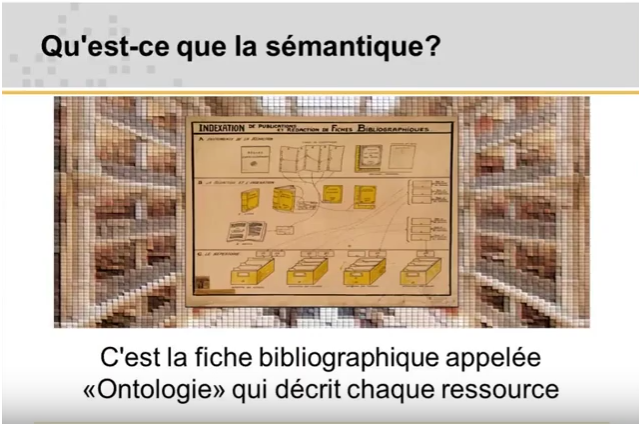 Qu'est-ce que la sémantique?
INDEXATION DE PUBLICATIONS ET RÉDACTION DE FICHES BIBLIOGRAPHIQUES
C'est la fiche bibliographique appelée
«Ontologie» qui décrit chaque ressource